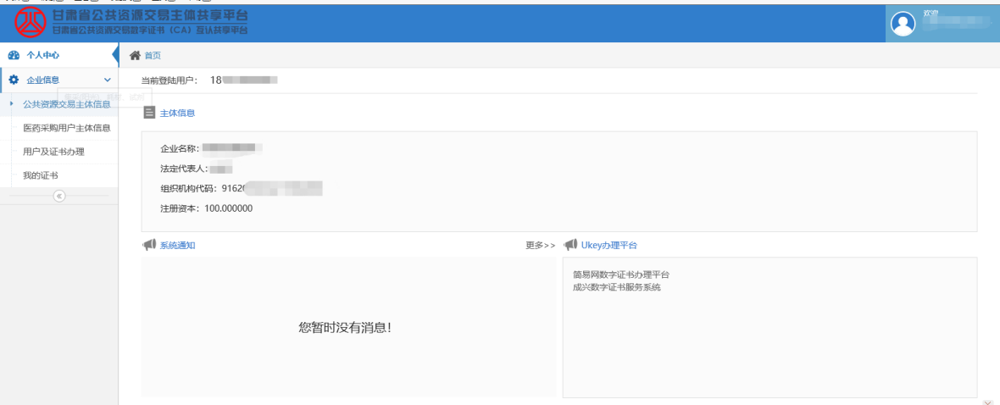 甘肃省公共资源交易主体共享平台
甘肃省公共资源交易数字证书（CA）互认共享平台
欢迎
个人中心
首页
企业信息
当前登陆用户： 18
公共资源交易主体信息
主体信息
医药采购用户主体信息
企业名称：
用户及证书办理
法定代表人：
我的证书
组织机构代码：9162
注册资本：100.000000
系统通知
更多>>
Ukey办理平台
简易网数字证书办理平台
成兴数字证书服务系统
您暂时没有消息！